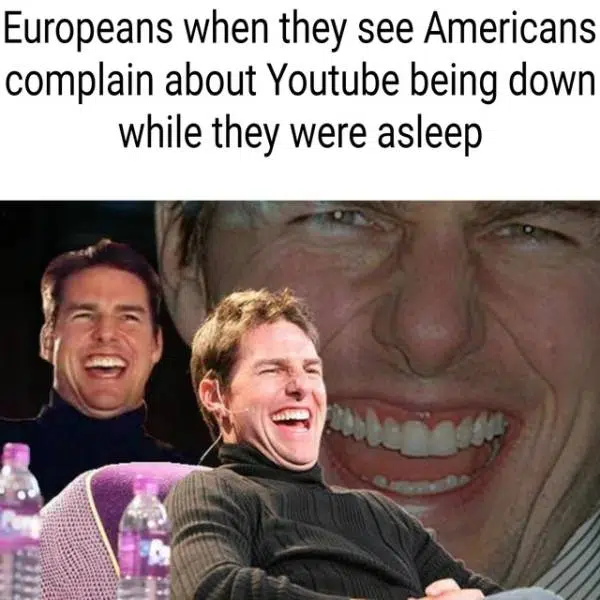 Europeans when they see Americans
complain about Youtube being down
while they were asleep